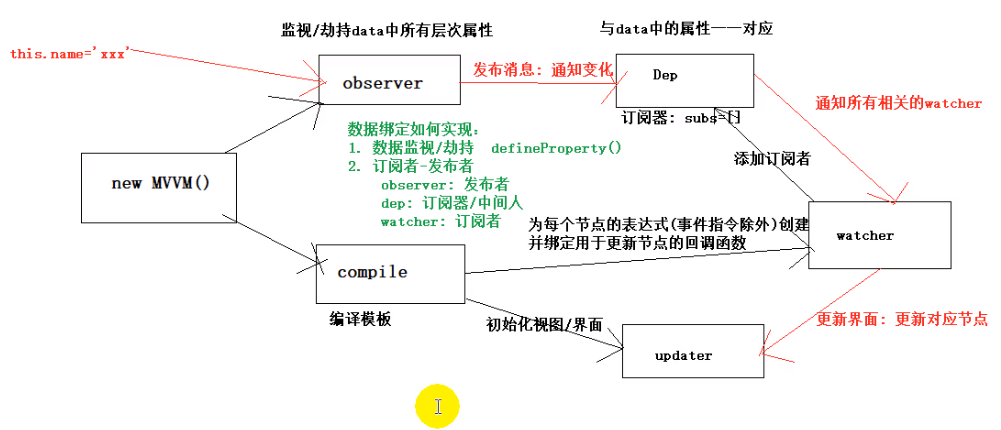 监视/劫持data中所有层次属性
与data中的属性一一对应
this.name='xxx'
observer
发布消息: 通知变化
Dep
通知所有相关的watcher
订阅器: subs=[]
数据绑定如何实现:
1. 数据监视/劫持 defineProperty()
2. 订阅者-发布者
observer: 发布者
dep: 订阅器/中间人
watcher: 订阅者
添加订阅者
new MVVM()
为每个节点的表达式(事件指令除外)创建
并绑定用于更新节点的回调函数
watcher
compile
编译模板
初始化视图/界面
更新界面: 更新对应节点
updater